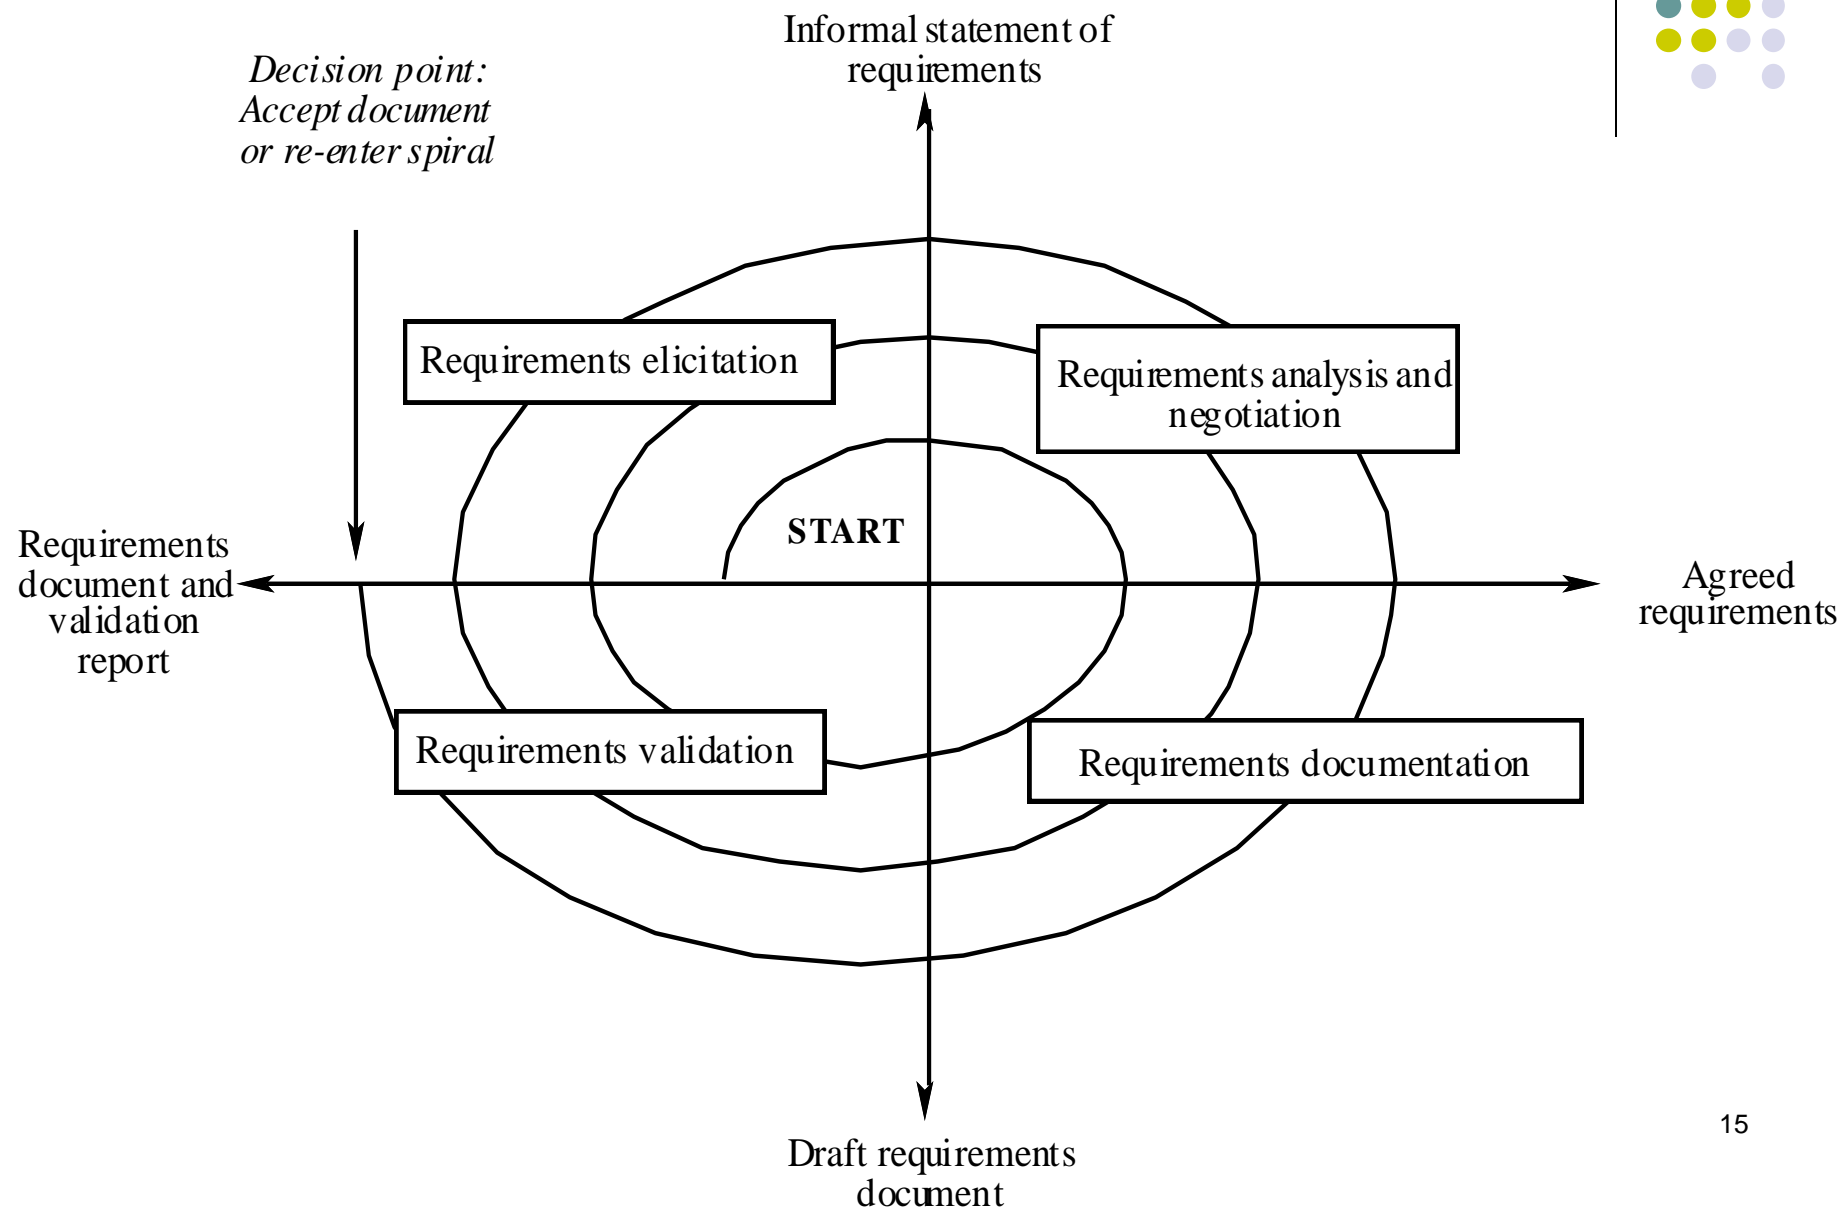 Informal statement of
requirements
Decision point:
Accept document
or re-enter spiral
Requirements elicitation
Requirements analysis and
negotiation
START
Requirements
document and
validation
report
Agreed
requirements
Requirements validation
Requirements documentation
Draft requirements
document
15